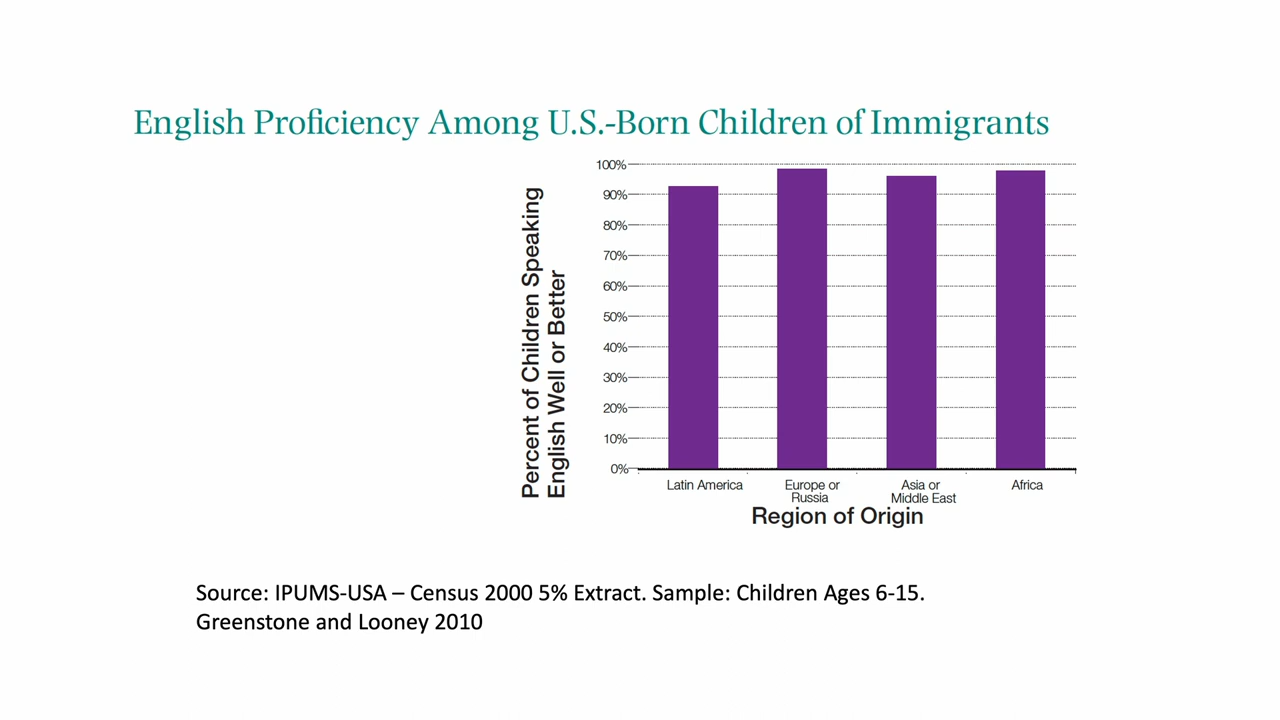 English Proficiency Among U.S.-Born Children of Immigrants
Percent of Children Speaking
English Well or Better
100%
90%
80%
70%
60%
50%
40%
30%
20%
10%
0%
Latin America
Europe or
Russia
Asia or
Middle East
Africa
Region of Origin
Source: IPUMS-USA – Census 2000 5% Extract. Sample: Children Ages 6-15.
Greenstone and Looney 2010